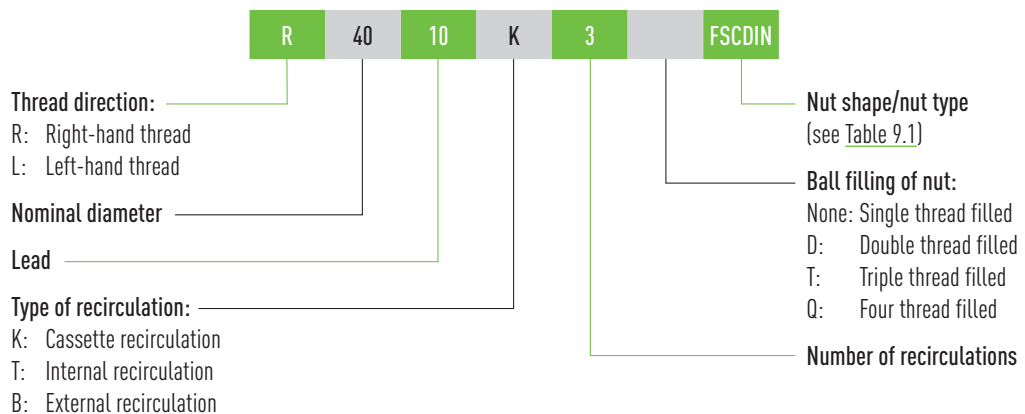 R 40 10 K 3 FSCDIN
Thread direction:
R: Right-hand thread
L: Left-hand thread
Nominal diameter
Lead
Type of recirculation:
K: Cassette recirculation
T: Internal recirculation
B: External recirculation
Nut shape/nut type
(see Table 9.1)
Ball filling of nut:
None: Single thread filled
D: Double thread filled
T: Triple thread filled
Q: Four thread filled
Number of recirculations